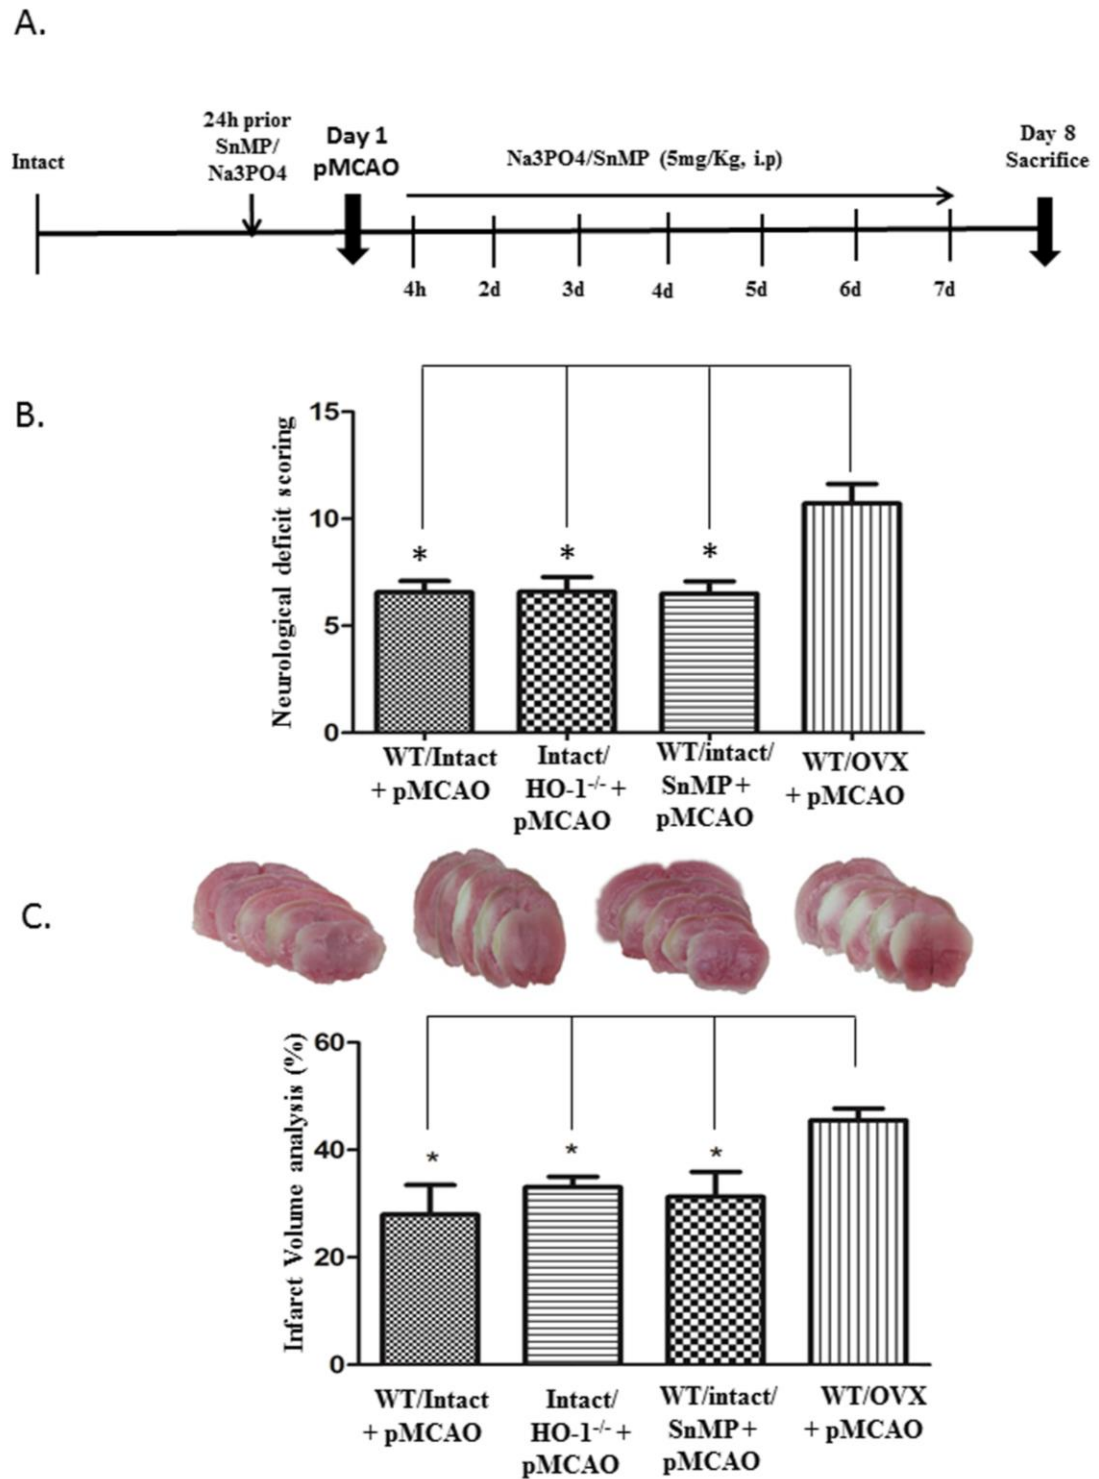 A.
Intact
24h prior
SnMP/
Na3PO4
Day 1
pMCAO
Na3PO4/SnMP (5mg/Kg, i.p)
Day 8
Sacrifice
4h
2d
3d
4d
5d
6d
7d
B.
Neurological deficit scoring
15
10
5
0
*
*
*
WT/Intact
+ pMCAO
Intact/
HO-1-/- +
pMCAO
WT/intact/
SnMP+
pMCAO
WT/OVX
+ pMCAO
C.
Infarct Volume analysis (%)
60
40
20
0
*
*
*
WT/Intact
+ pMCAO
Intact/
HO-1-/- +
pMCAO
WT/intact/
SnMP+
pMCAO
WT/OVX
+ pMCAO